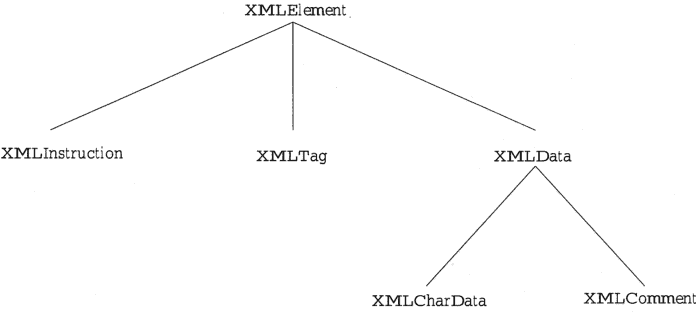 XMLElement
XMLInstruction
XMLTag
XMLData
XMLCharData
XMLComment